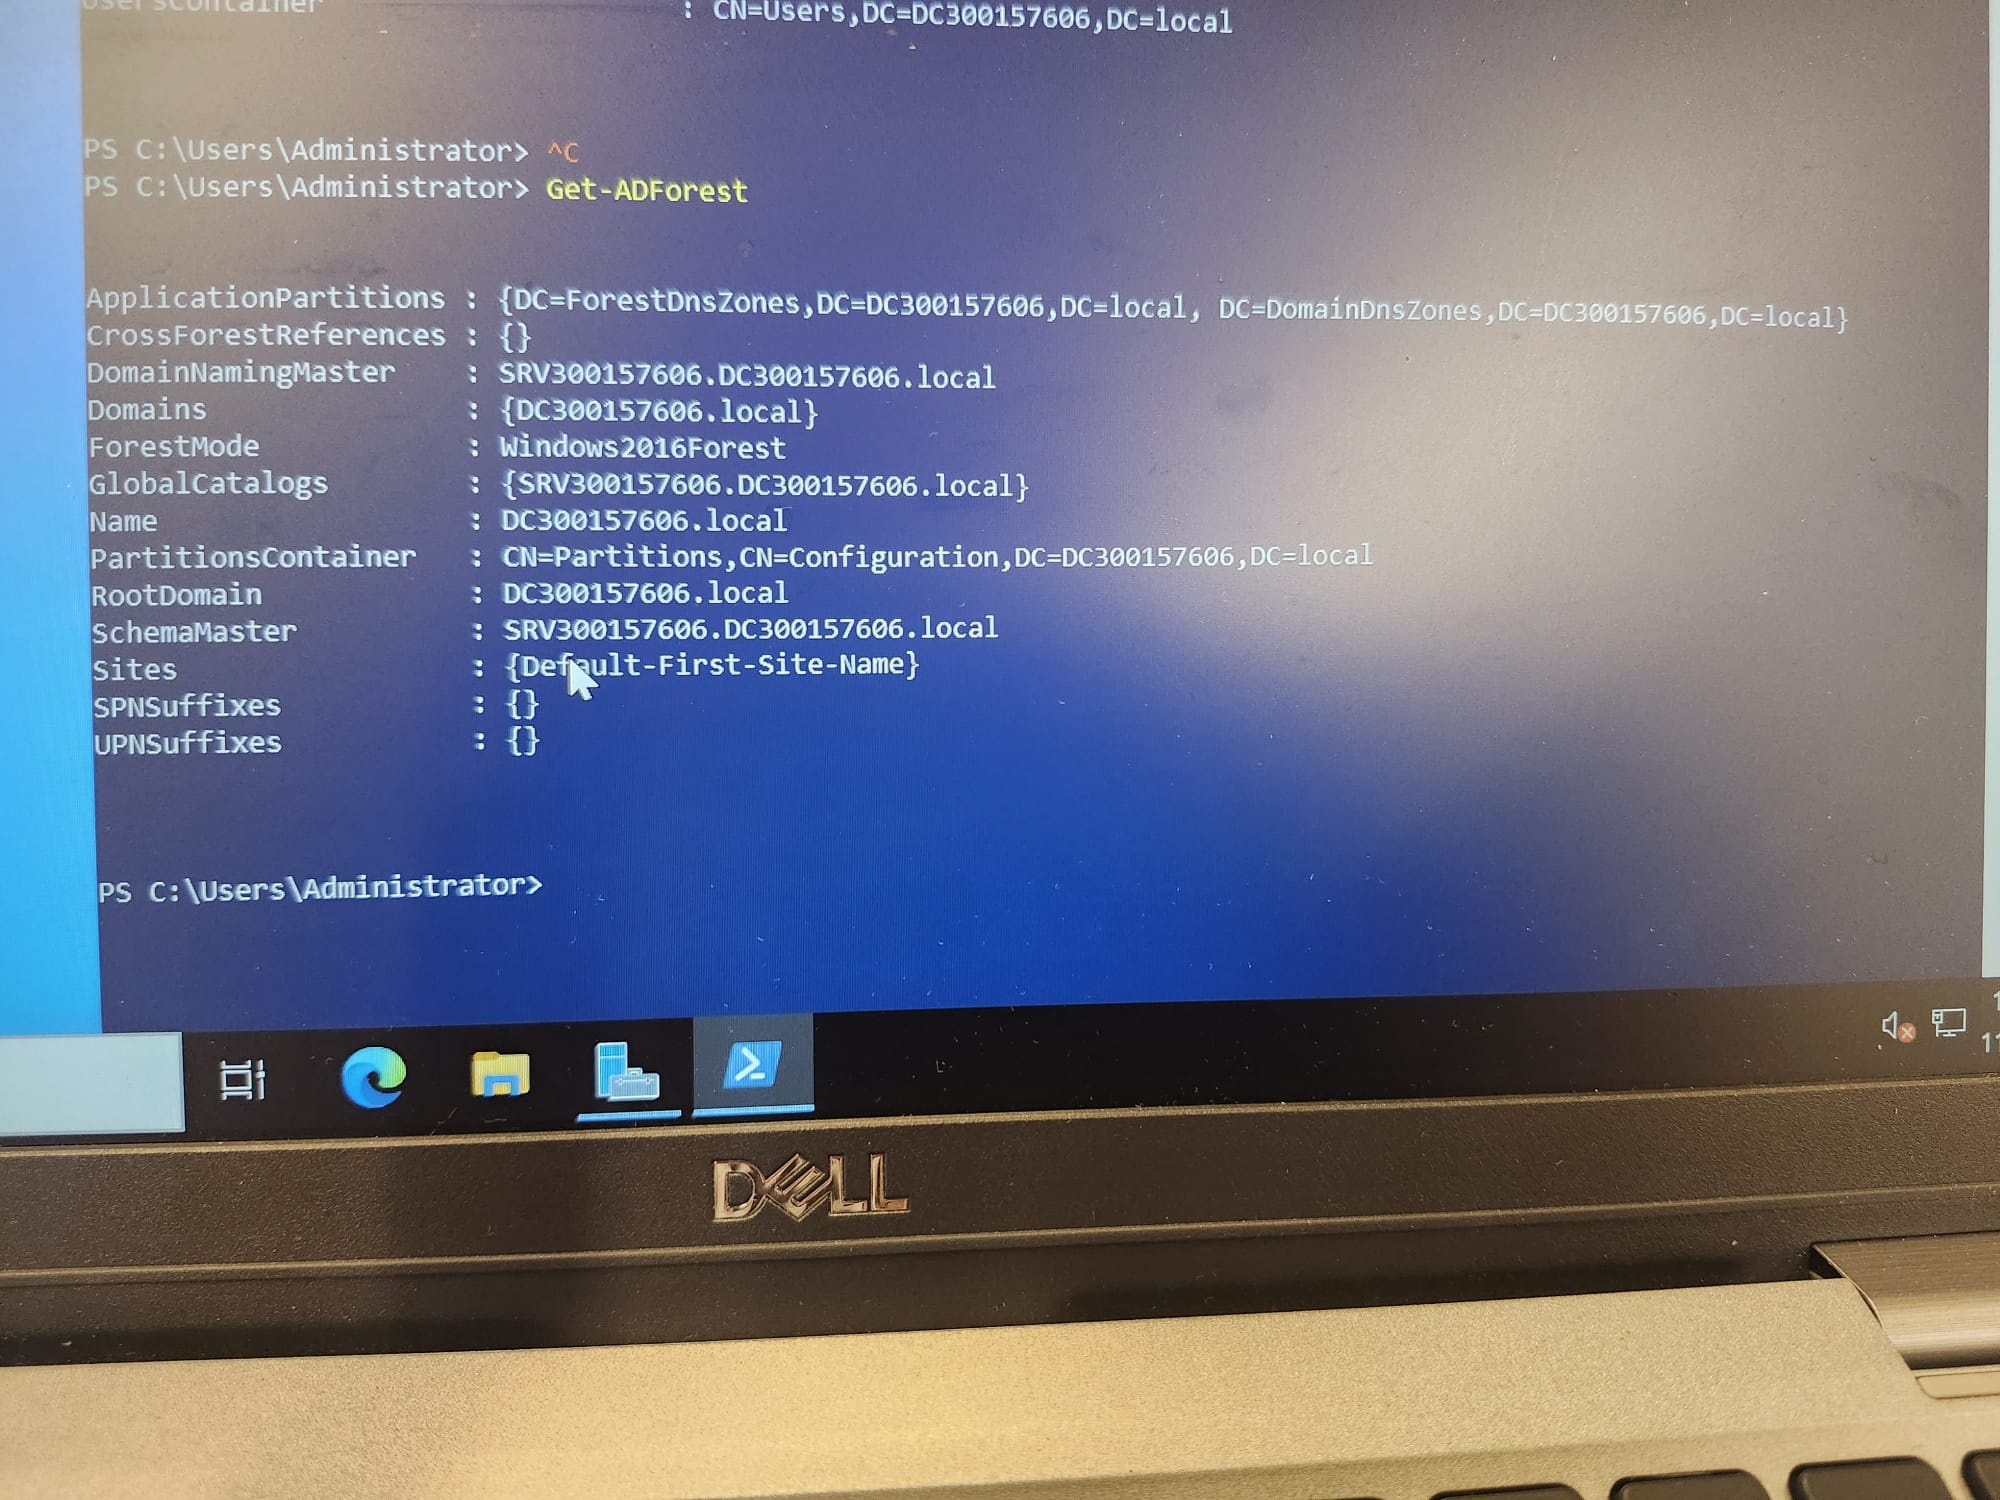 UsersContainer : CN=Users,DC=DC300157606,DC=local
PS C:\Users\Administrator> ^C
PS C:\Users\Administrator> Get-ADForest
ApplicationPartitions : {DC=ForestDnsZones,DC=DC300157606,DC=local, DC=DomainDnsZones,DC=DC300157606,DC=local}
CrossForestReferences : {}
DomainNamingMaster : SRV300157606.DC300157606.local
Domains : {DC300157606.local}
ForestMode : Windows2016Forest
GlobalCatalogs : {SRV300157606.DC300157606.local}
Name : DC300157606.local
PartitionsContainer : CN=Partitions,CN=Configuration,DC=DC300157606,DC=local
RootDomain : DC300157606.local
SchemaMaster : SRV300157606.DC300157606.local
Sites : {Default-First-Site-Name}
SPNSuffixes : {}
UPNSuffixes : {}
PS C:\Users\Administrator>
DELL